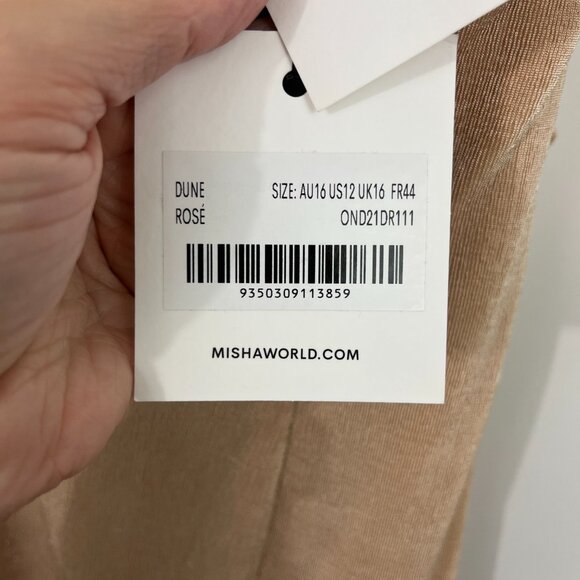 DUNE SIZE: AU16 US12 UK16 FR44
ROSÉ OND21DR111
9350309113859
MISHAWORLD.COM